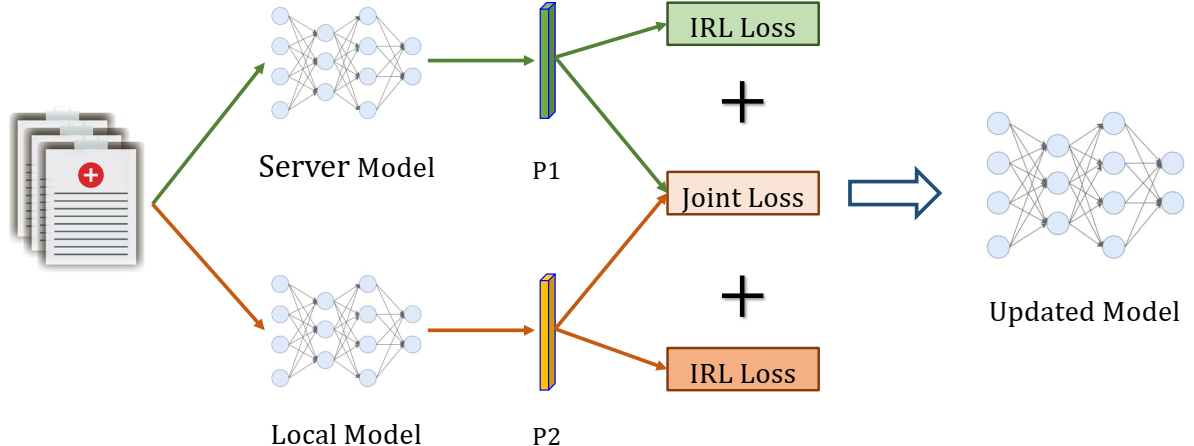 IRL Loss
Server Model
P1
Joint Loss
Updated Model
IRL Loss
Local Model
P2